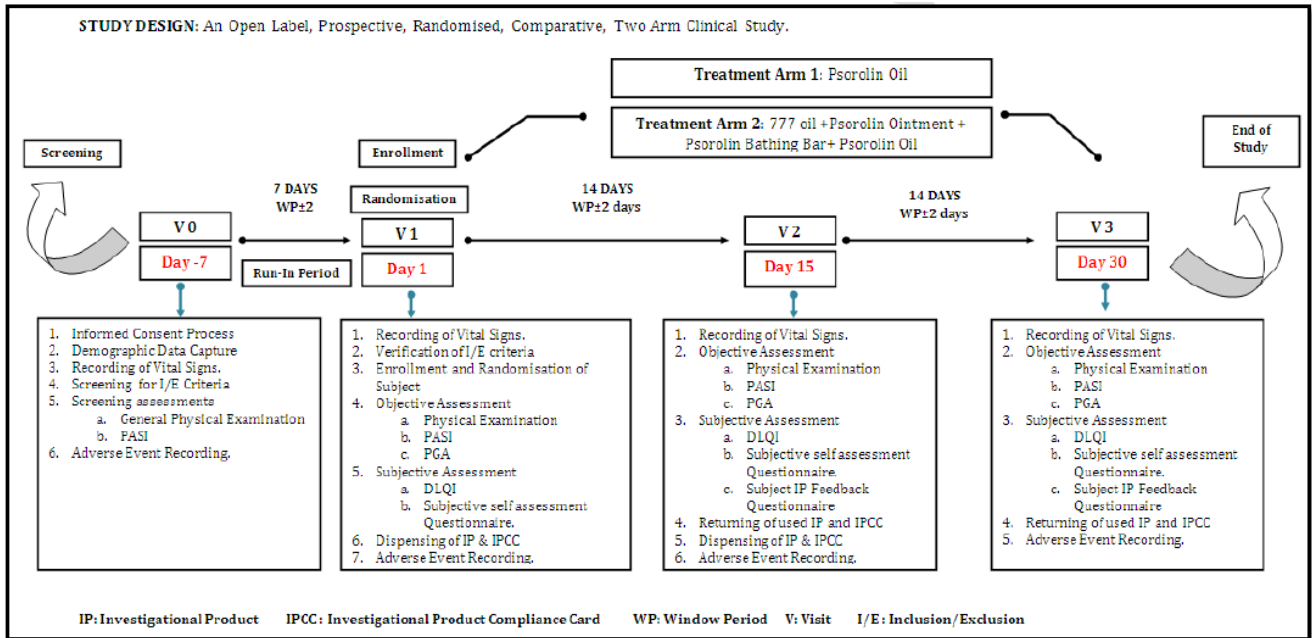 STUDY DESIGN: An Open Label, Prospective, Randomised, Comparative, Two Arm Clinical Study.
Treatment Arm 1: Psorolin Oil
Treatment Arm 2: 777 oil +Psorolin Ointment +
Psorolin Bathing Bar+ Psorolin Oil
Screening
Enrollment
End of
Study
7 DAYS
WP±2
Randomisation
14 DAYS
WP±2 days
14 DAYS
WP±2 days
V 0
Day -7
Run-In Period
V 1
Day 1
V 2
Day 15
V 3
Day 30
1. Informed Consent Process
2. Demographic Data Capture
3. Recording of Vital Signs.
4. Screening for I/E Criteria
5. Screening assessments
a. General Physical Examination
b. PASI
6. Adverse Event Recording.
1. Recording of Vital Signs.
2. Verification of I/E criteria
3. Enrollment and Randomisation of
Subject
4. Objective Assessment
a. Physical Examination
b. PASI
c. PGA
5. Subjective Assessment
a. DLQI
b. Subjective self assessment
Questionnaire.
6. Dispensing of IP & IPCC
7. Adverse Event Recording.
1. Recording of Vital Signs.
2. Objective Assessment
a. Physical Examination
b. PASI
c. PGA
3. Subjective Assessment
a. DLQI
b. Subjective self assessment
Questionnaire.
c. Subject IP Feedback
Questionnaire
4. Returning of used IP and IPCC
5. Dispensing of IP & IPCC
6. Adverse Event Recording.
1. Recording of Vital Signs.
2. Objective Assessment
a. Physical Examination
b. PASI
c. PGA
3. Subjective Assessment
a. DLQI
b. Subjective self assessment
Questionnaire.
c. Subject IP Feedback
Questionnaire
4. Returning of used IP and IPCC
5. Adverse Event Recording.
IP: Investigational Product IPCC: Investigational Product Compliance Card WP: Window Period V: Visit I/E: Inclusion/Exclusion